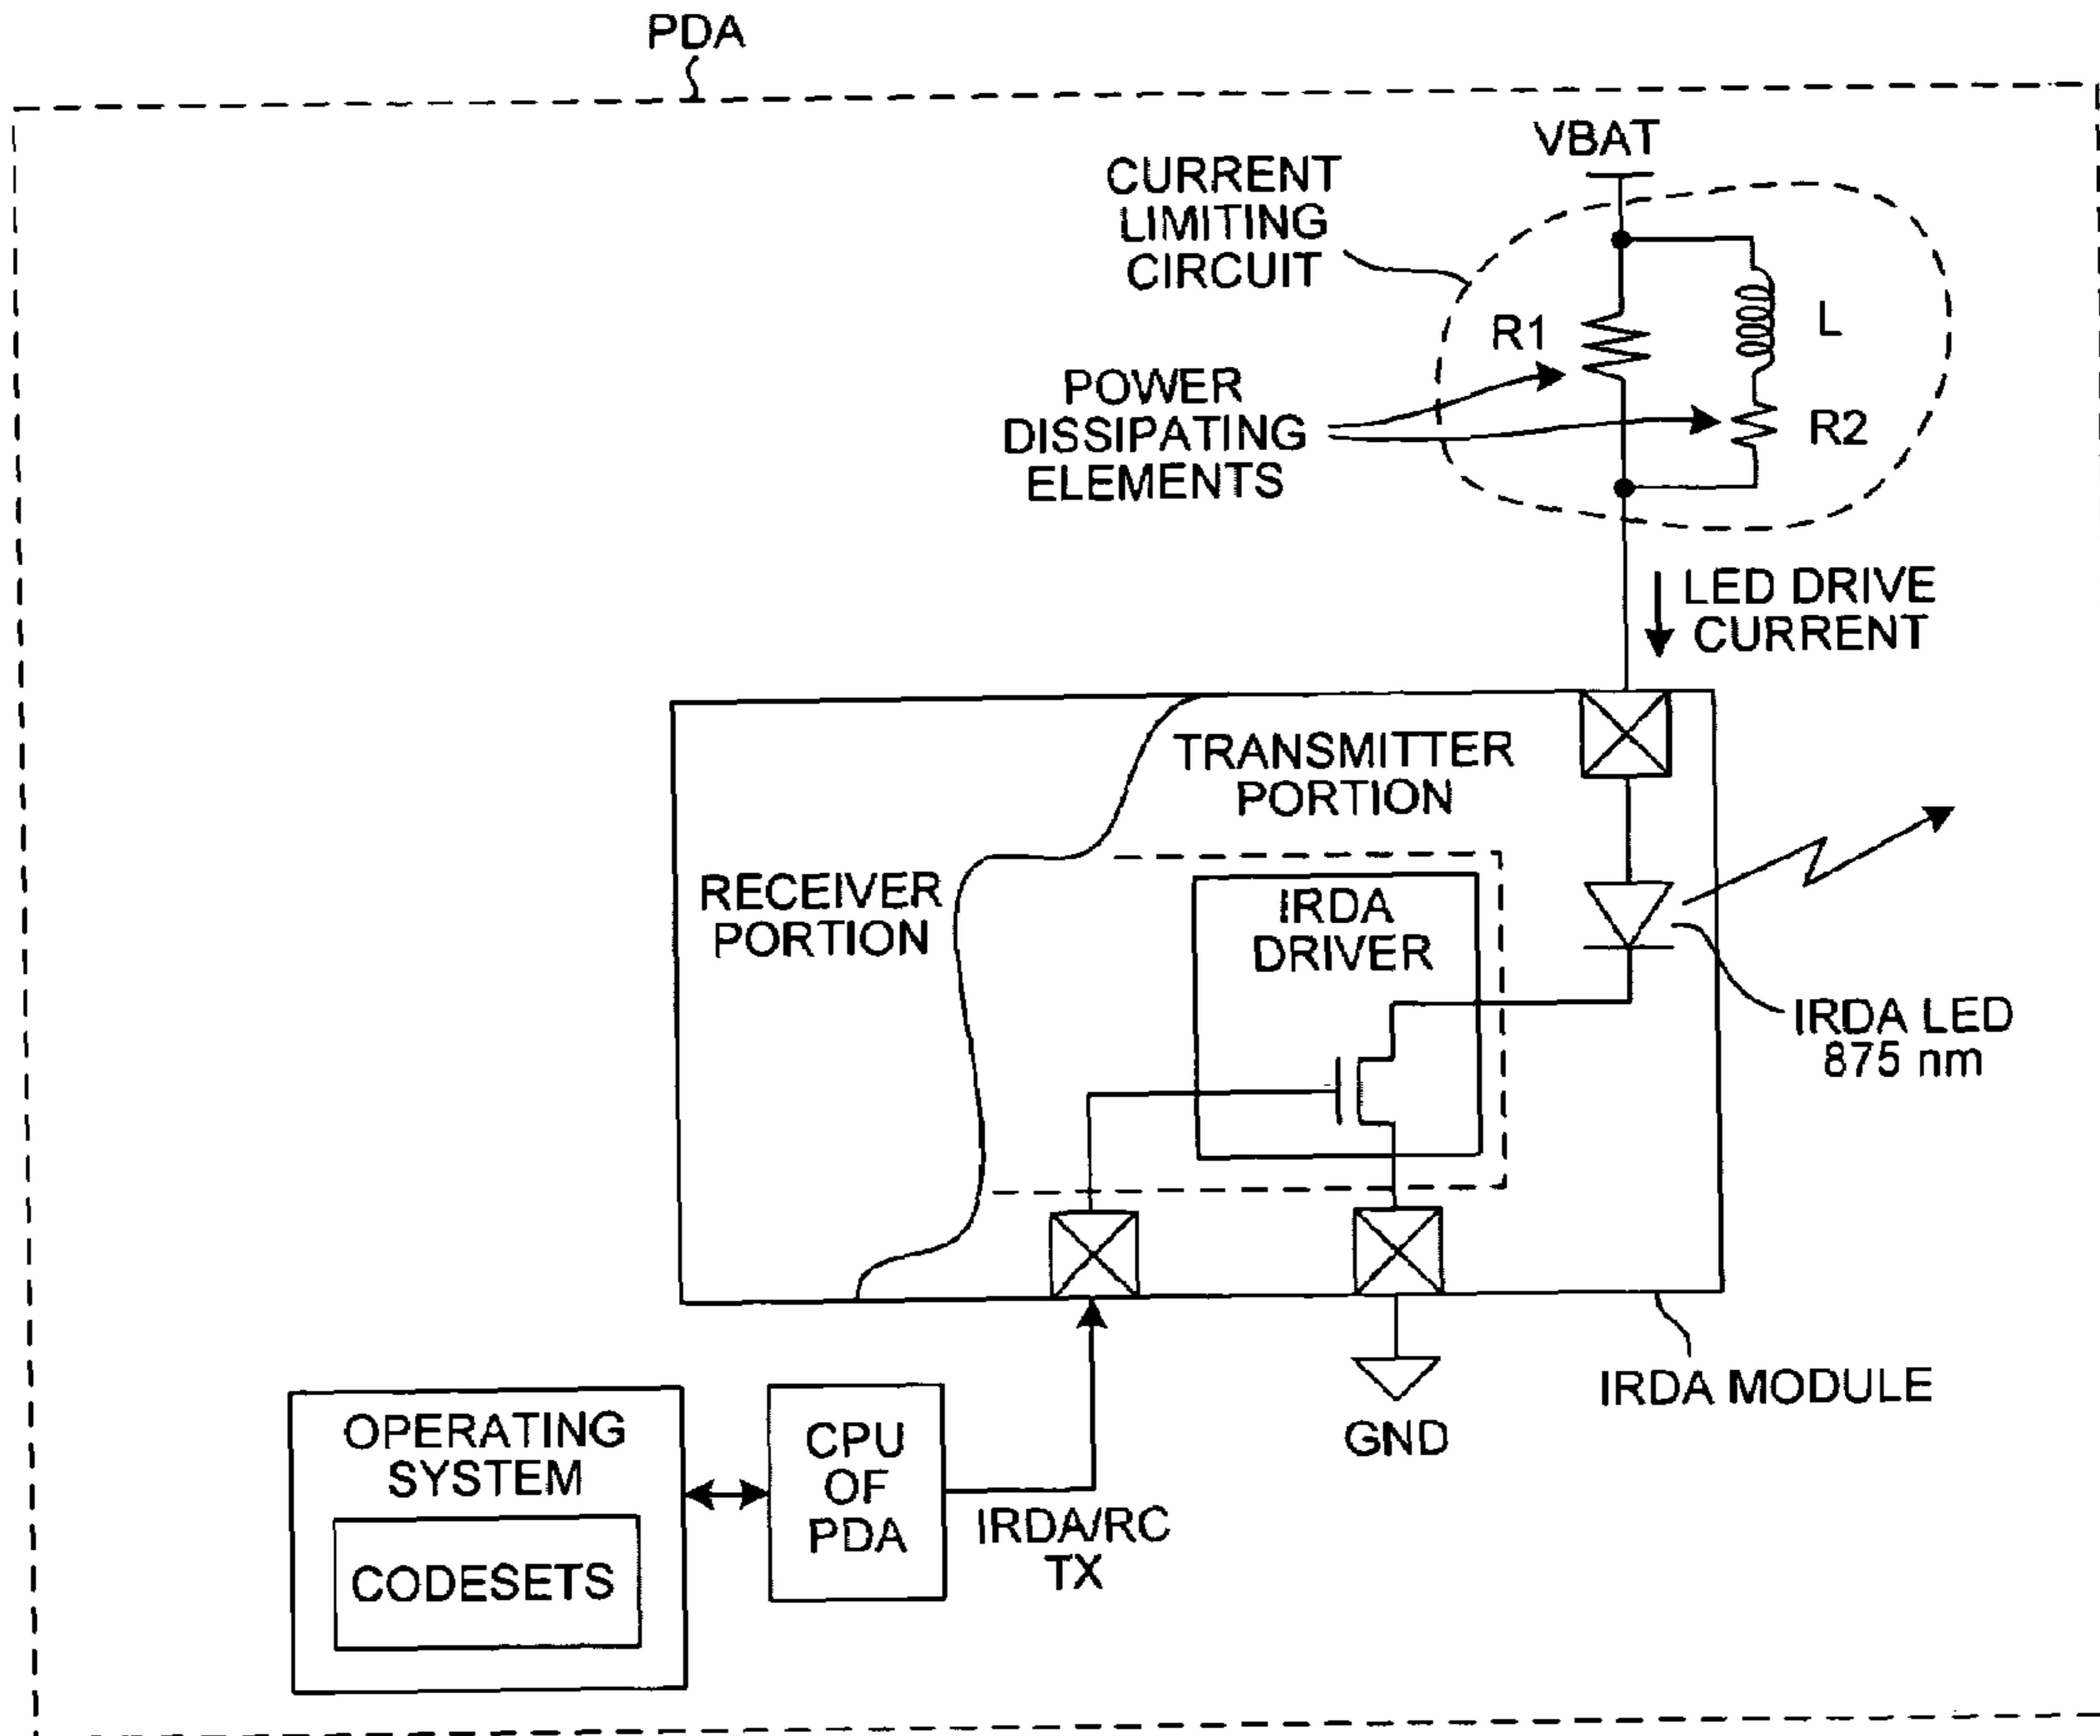 PDA
VBAT
CURRENT
LIMITING
CIRCUIT
R1
L
POWER
DISSIPATING
ELEMENTS
R2
LED DRIVE
CURRENT
TRANSMITTER
PORTION
RECEIVER
PORTION
IRDA
DRIVER
IRDA LED
875 nm
IRDA MODULE
GND
OPERATING
SYSTEM
CODESETS
CPU
OF
PDA
IRDA/RC
TX